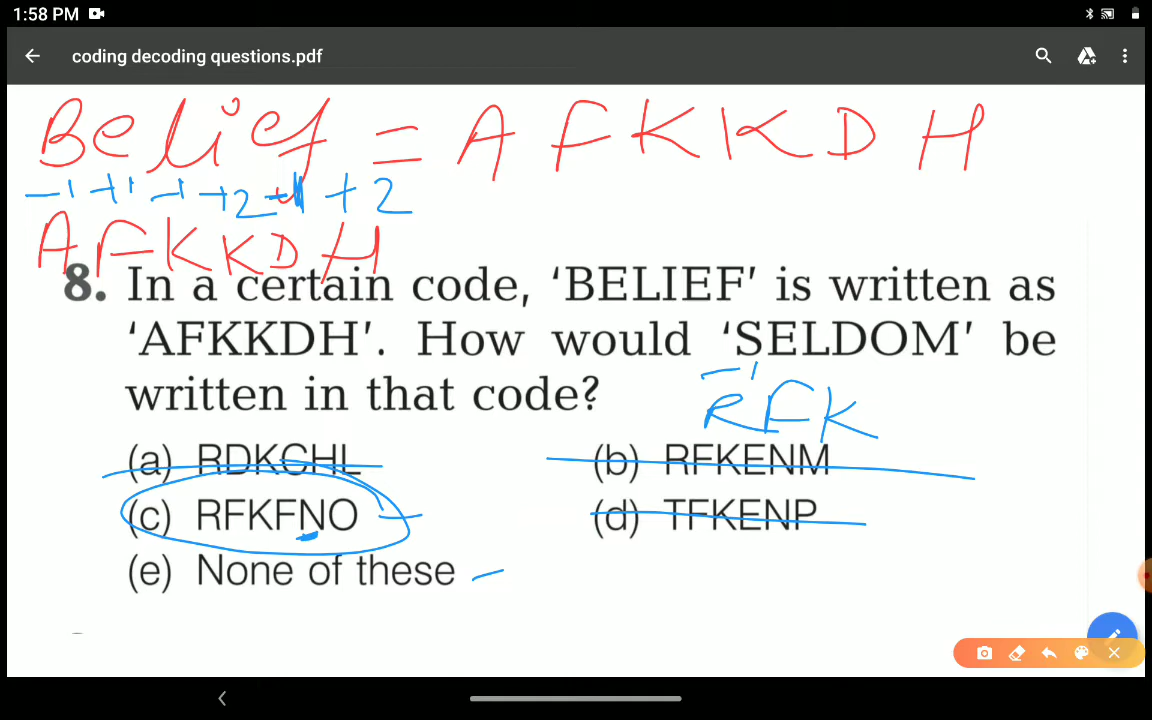 1:58 PM
coding decoding questions.pdf
Belief = A F K K D H
-1 +1 -1 +2 -1 +2
A F K K D H
8. In a certain code, ‘BELIEF’ is written as
‘AFKKDH’. How would ‘SELDOM’ be
written in that code?
-1
R F K
(a) RDKCHL (b) RFKENM
(c) RFKFNO (d) TFKENP
(e) None of these